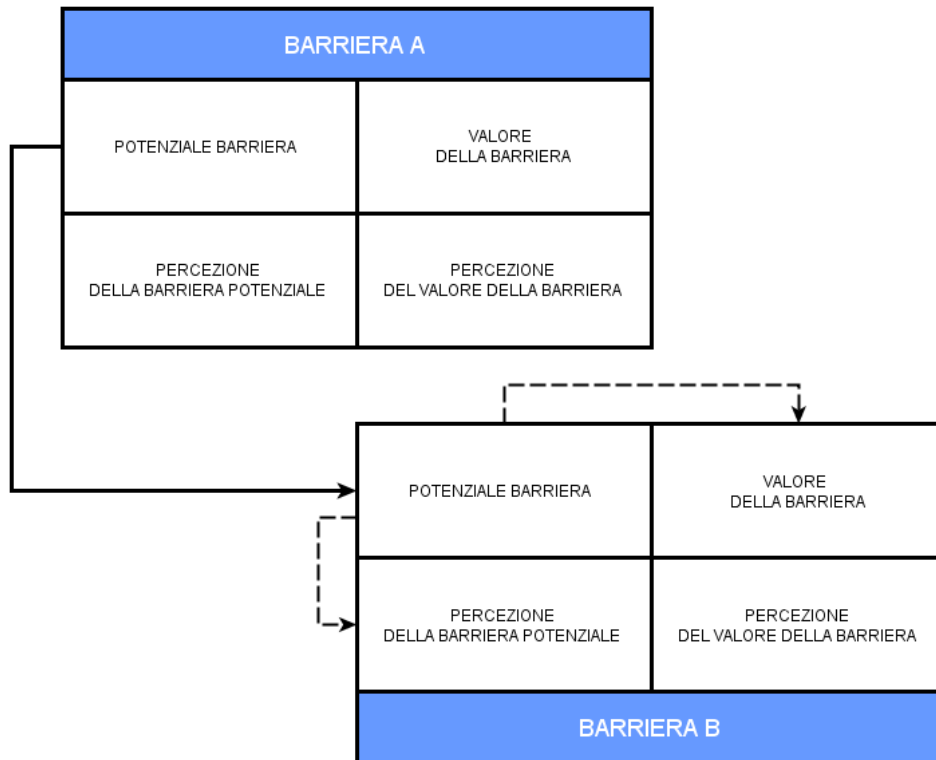 BARRIERA A
POTENZIALE BARRIERA
VALORE
DELLA BARRIERA
PERCEZIONE
DELLA BARRIERA POTENZIALE
PERCEZIONE
DEL VALORE DELLA BARRIERA
POTENZIALE BARRIERA
VALORE
DELLA BARRIERA
PERCEZIONE
DELLA BARRIERA POTENZIALE
PERCEZIONE
DEL VALORE DELLA BARRIERA
BARRIERA B